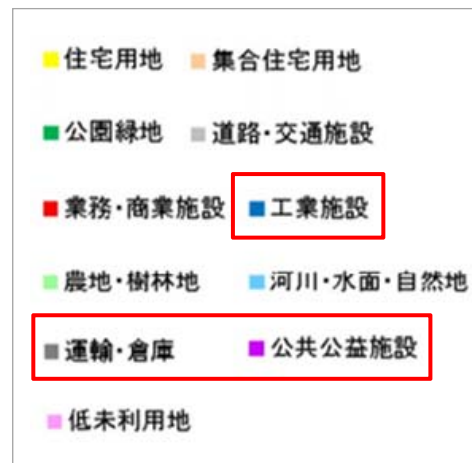 住宅用地 集合住宅用地
公園緑地 道路・交通施設
業務・商業施設 工業施設
農地・樹林地 河川・水面・自然地
運輸・倉庫 公共公益施設
低未利用地